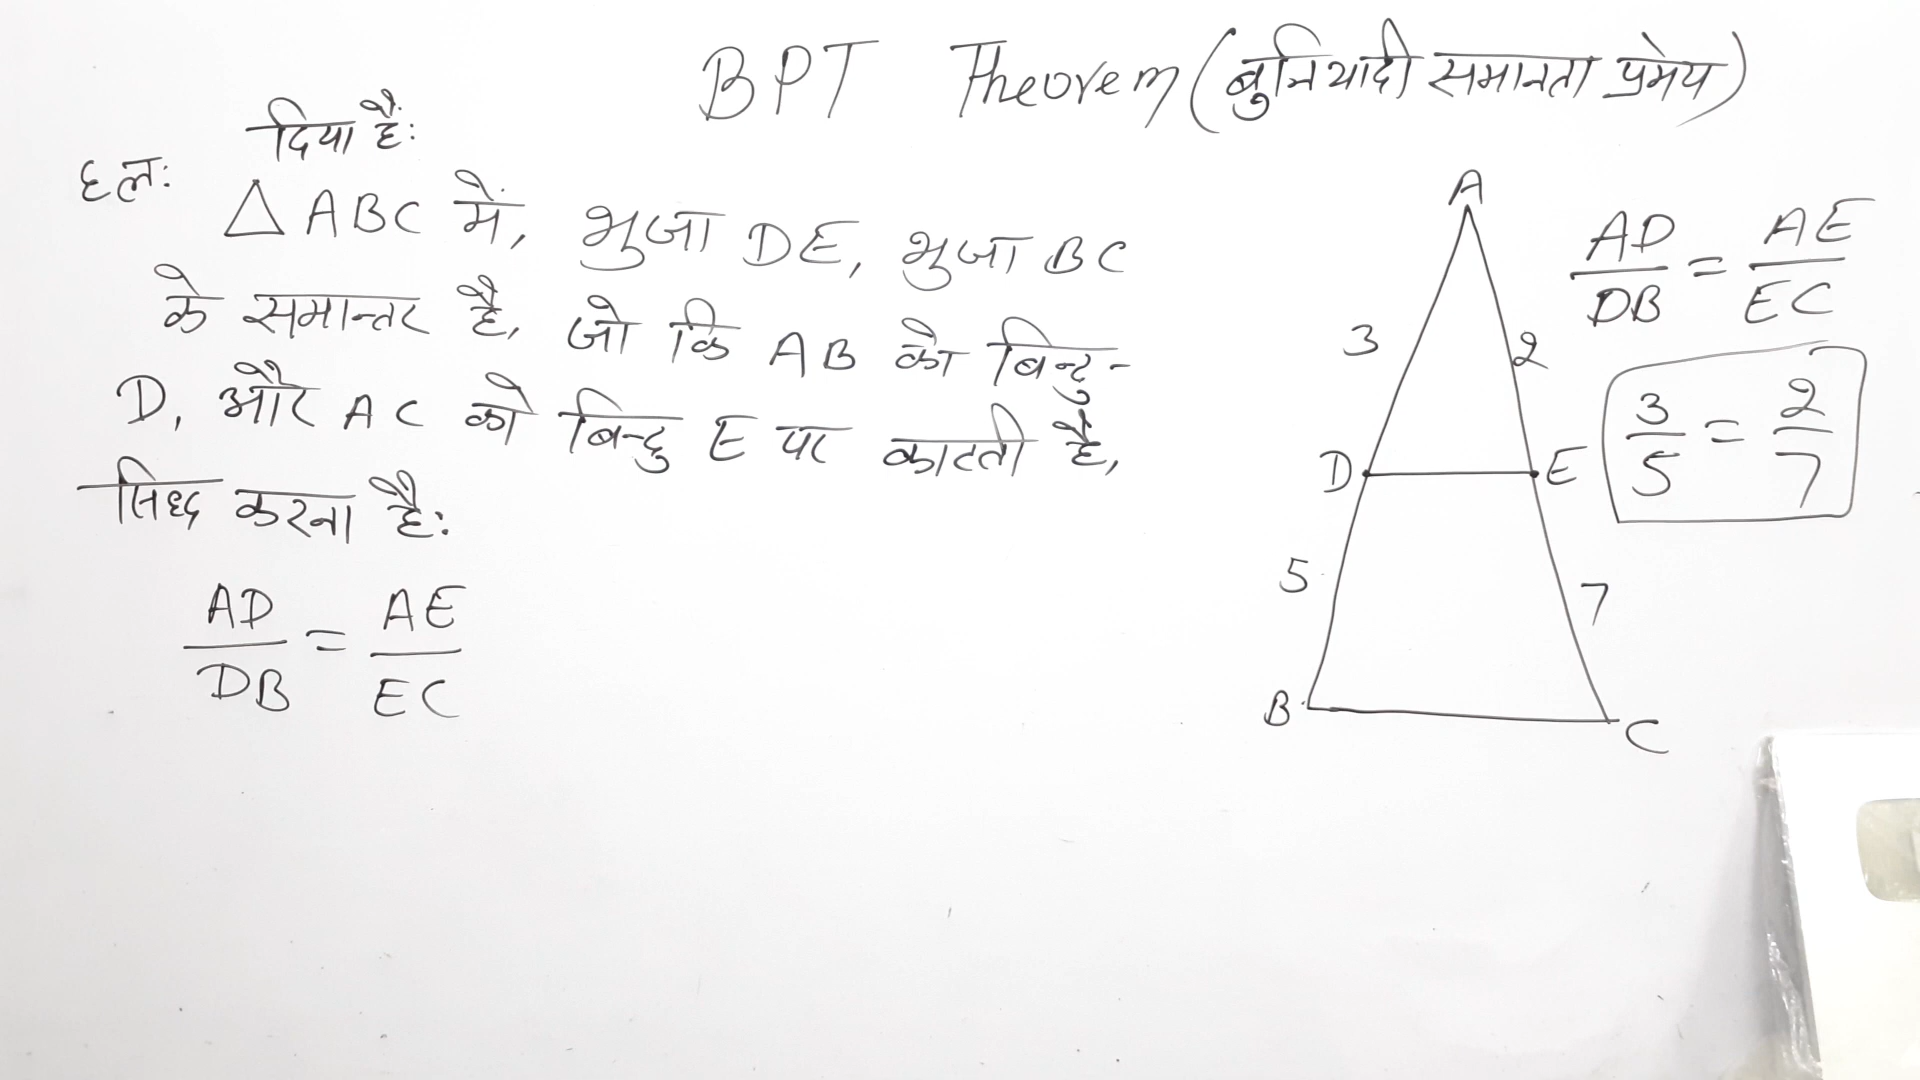 BPT Theorem (बुनियादी समानता प्रमेय)
दिया है:
हल:
△ABC में, भुजा DE, भुजा BC
के समान्तर है, जो कि AB को बिन्दु-
D, और AC को बिन्दु E पर काटती है,
सिध्द करना है:
AD/DB = AE/EC
A
3
2
D
E
5
7
B
C
AD/DB = AE/EC
3/5 = 2/7